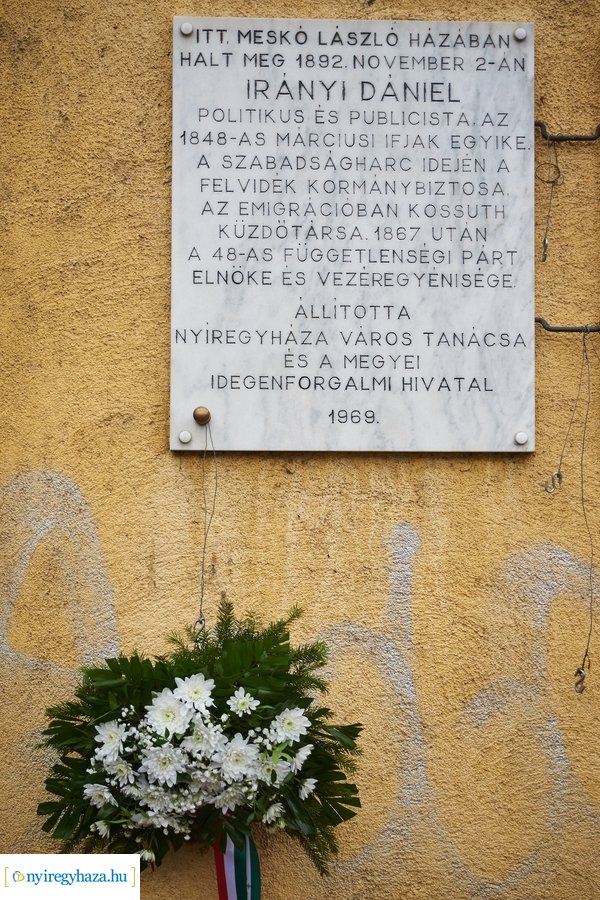 ITT, MESKÓ LÁSZLÓ HÁZÁBAN
HALT MEG 1892. NOVEMBER 2-ÁN
IRÁNYI DÁNIEL
POLITIKUS ÉS PUBLICISTA, AZ
1848-AS MÁRCIUSI IFJAK EGYIKE,
A SZABADSÁGHARC IDEJÉN A
FELVIDÉK KORMÁNYBIZTOSA,
AZ EMIGRÁCIÓBAN KOSSUTH
KÜZDŐTÁRSA, 1867 UTÁN
A 48-AS FÜGGETLENSÉGI PÁRT
ELNÖKE ÉS VEZÉREGYÉNISÉGE.
ÁLLÍTOTTA
NYÍREGYHÁZA VÁROS TANÁCSA
ÉS A MEGYEI
IDEGENFORGALMI HIVATAL
1969.
nyiregyhaza.hu